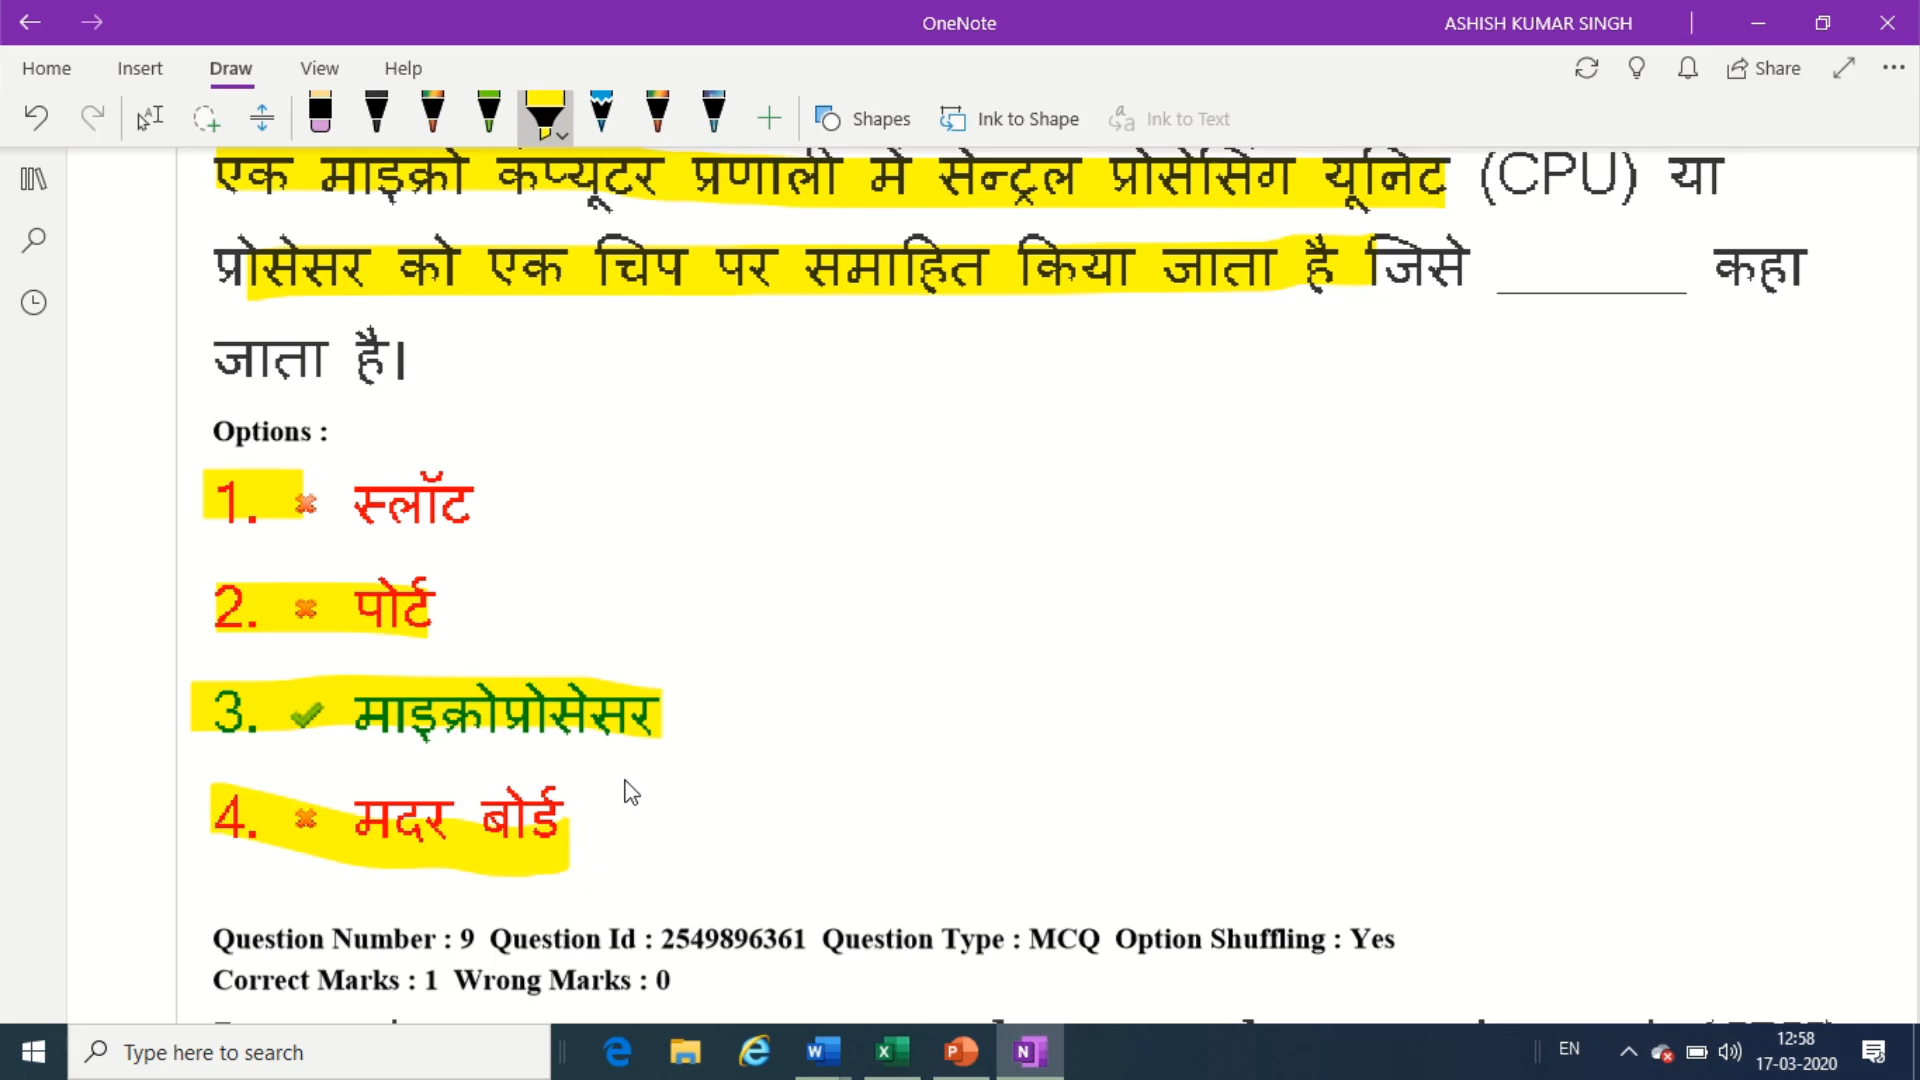 OneNote
ASHISH KUMAR SINGH
Home Insert Draw View Help
Share
Shapes Ink to Shape Ink to Text
एक माइक्रो कंप्यूटर प्रणाली में सेन्ट्रल प्रोसेसिंग यूनिट (CPU) या
प्रोसेसर को एक चिप पर समाहित किया जाता है जिसे _________ कहा
जाता है।
Options :
1. स्लॉट
2. पोर्ट
3. माइक्रोप्रोसेसर
4. मदर बोर्ड
Question Number : 9 Question Id : 2549896361 Question Type : MCQ Option Shuffling : Yes
Correct Marks : 1 Wrong Marks : 0
Type here to search
EN
12:58
17-03-2020